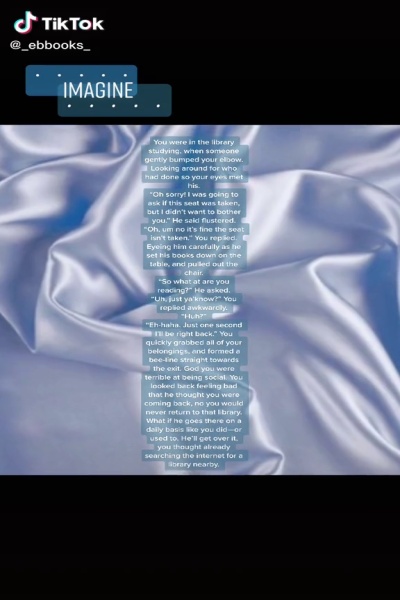 TikTok
@_ebbooks_
IMAGINE
You were in the library
studying, when someone
gently bumped your elbow.
Looking around for who
had done so your eyes met
his.
"Oh sorry! I was going to
ask if this seat was taken,
but I didn't want to bother
you." He said flustered.
"Oh, um no it's fine the seat
isn't taken." You replied.
Eyeing him carefully as he
set his books down on the
table, and pulled out the
chair.
"So what at are you
reading?" He asked.
"Uh, just ya'know?" You
replied awkwardly.
"Huh?"
"Eh-haha. Just one second
I'll be right back." You
quickly grabbed all of your
belongings, and formed a
bee-line straight towards
the exit. God you were
terrible at being social. You
looked back feeling bad
that he thought you were
coming back, no you would
never return to that library.
What if he goes there on a
daily basis like you did—or
used to. He'll get over it,
you thought already
searching the internet for a
library nearby.